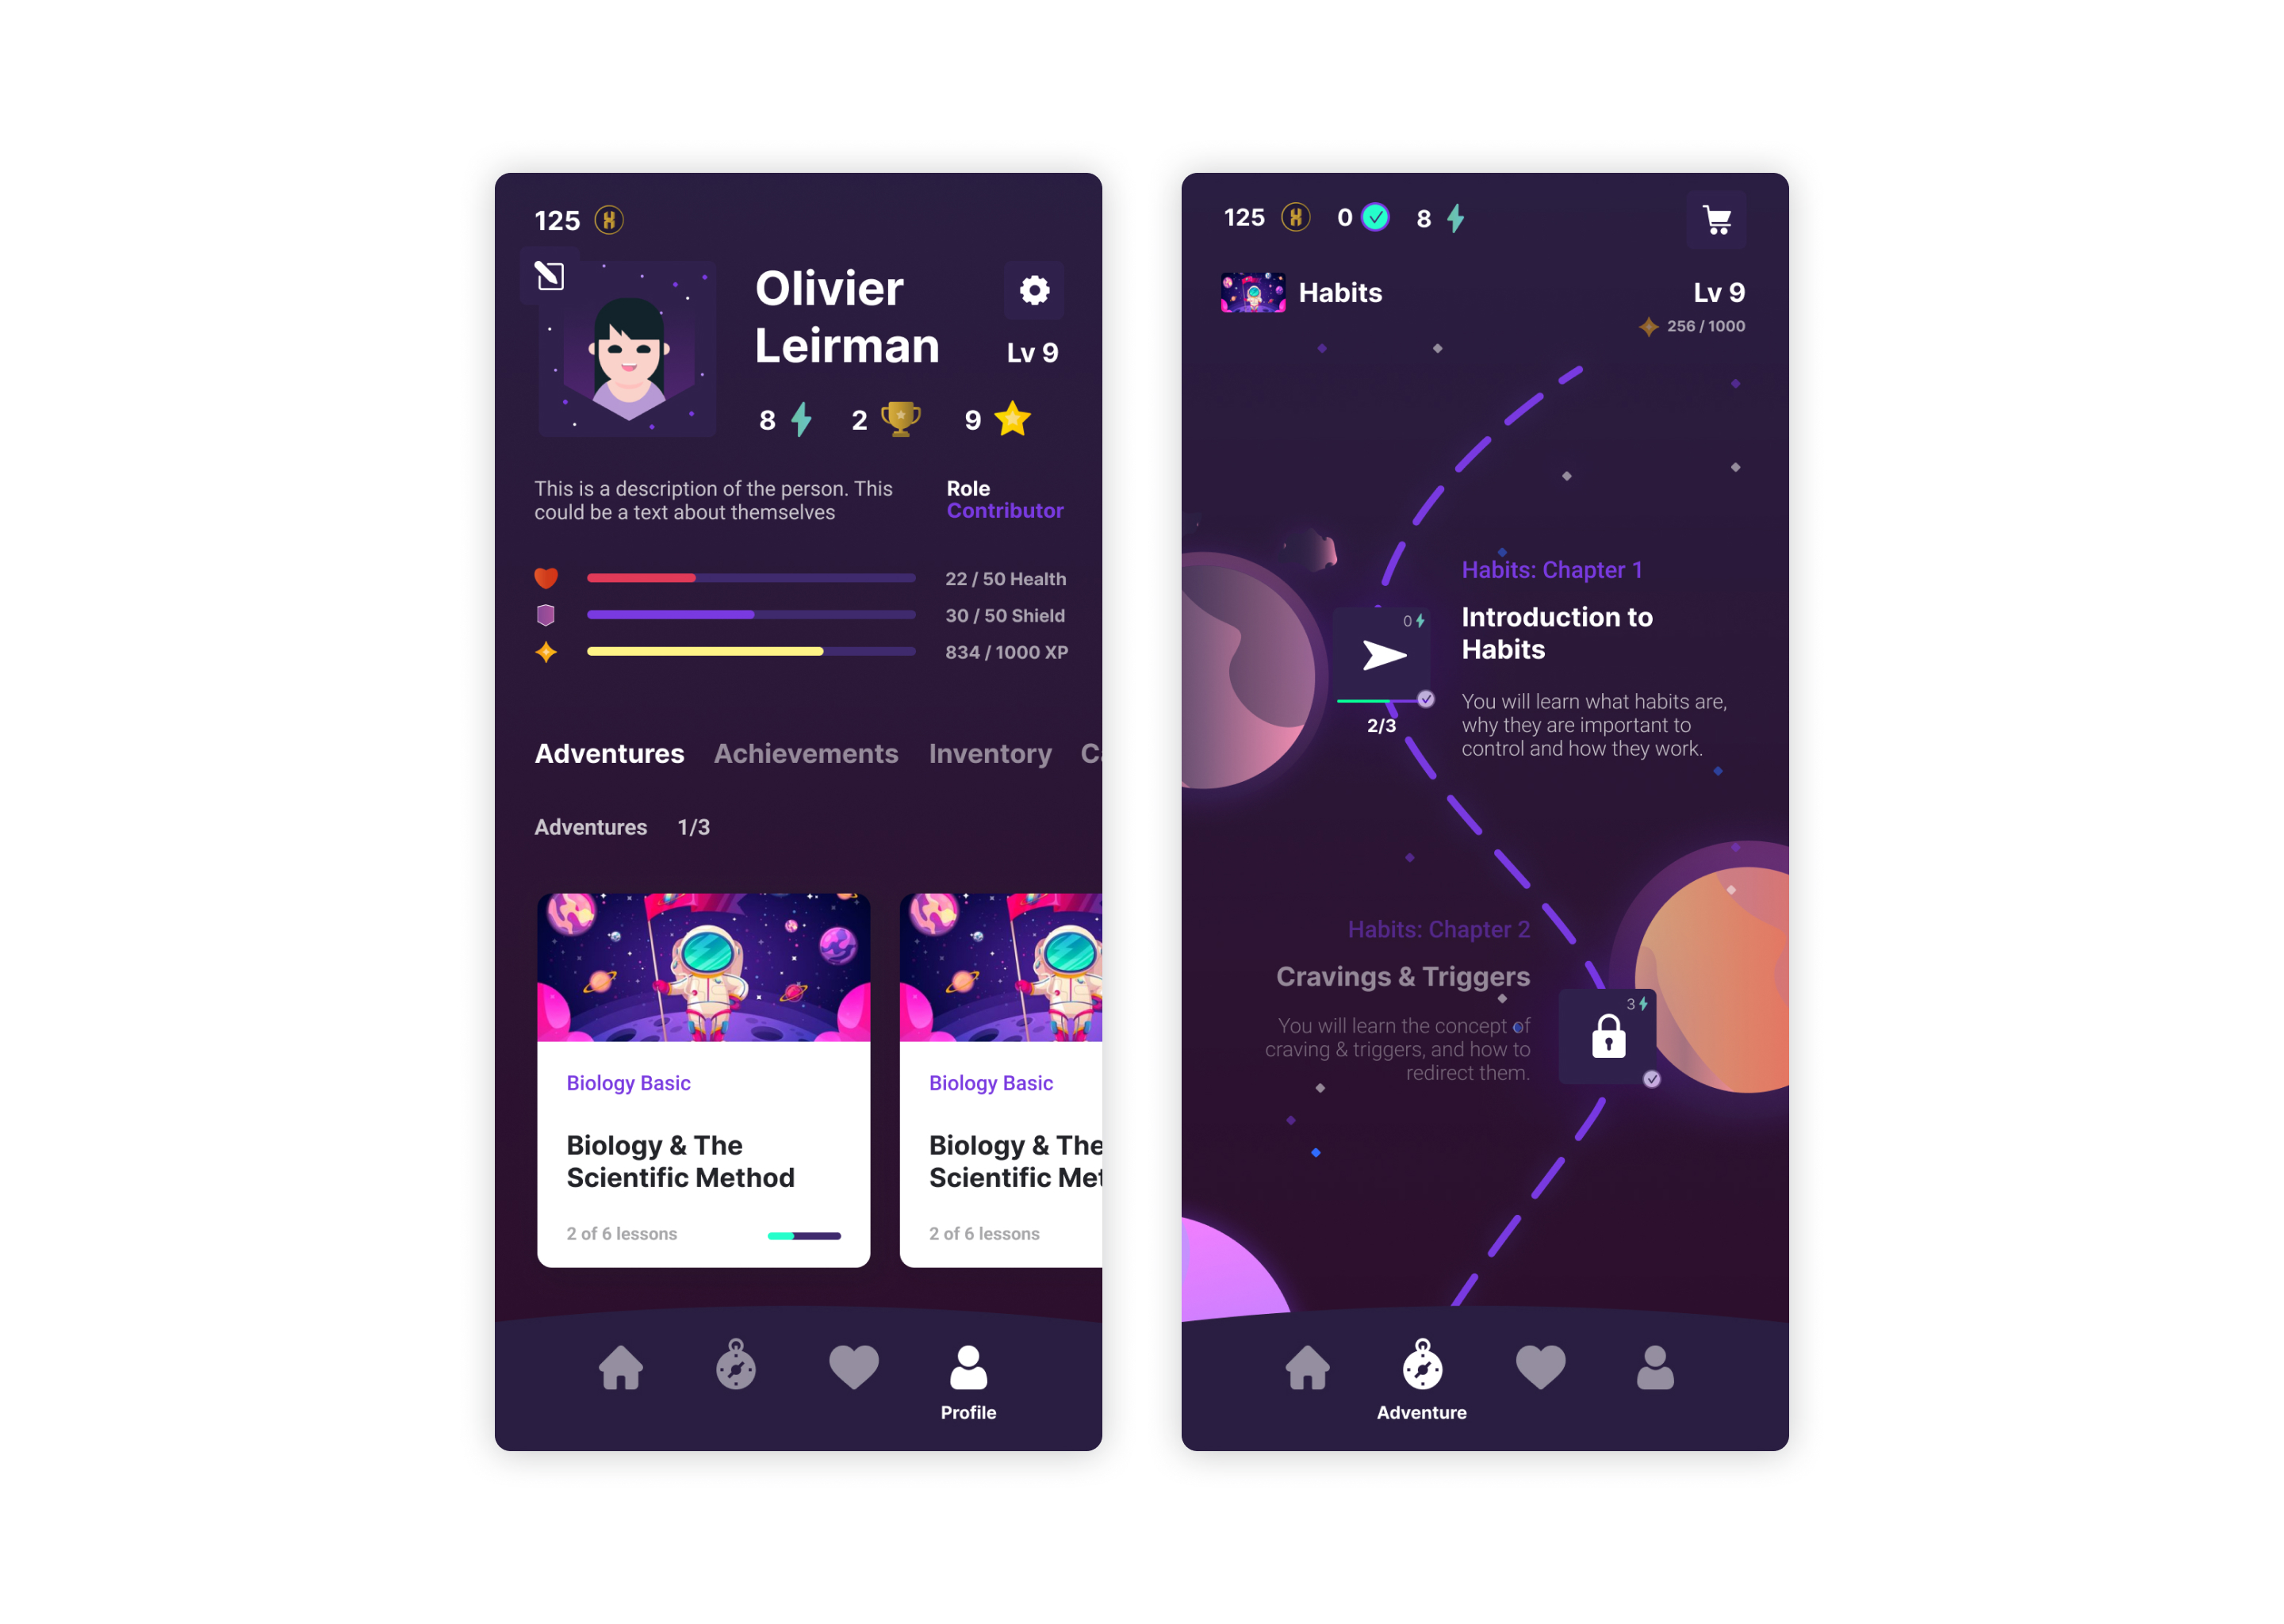 125
Olivier
Leirman
Lv 9
8 2 9
This is a description of the person. This
could be a text about themselves
Role
Contributor
22 / 50 Health
30 / 50 Shield
834 / 1000 XP
Adventures Achievements Inventory
Adventures 1/3
Biology Basic
Biology & The
Scientific Method
2 of 6 lessons
Biology Basic
Biology & The
Scientific Met
2 of 6 lessons
Profile
125 0 8
Habits
Lv 9
256 / 1000
Habits: Chapter 1
Introduction to
Habits
You will learn what habits are,
why they are important to
control and how they work.
0
2/3
Habits: Chapter 2
Cravings & Triggers
You will learn the concept of
craving & triggers, and how to
redirect them.
3
Adventure